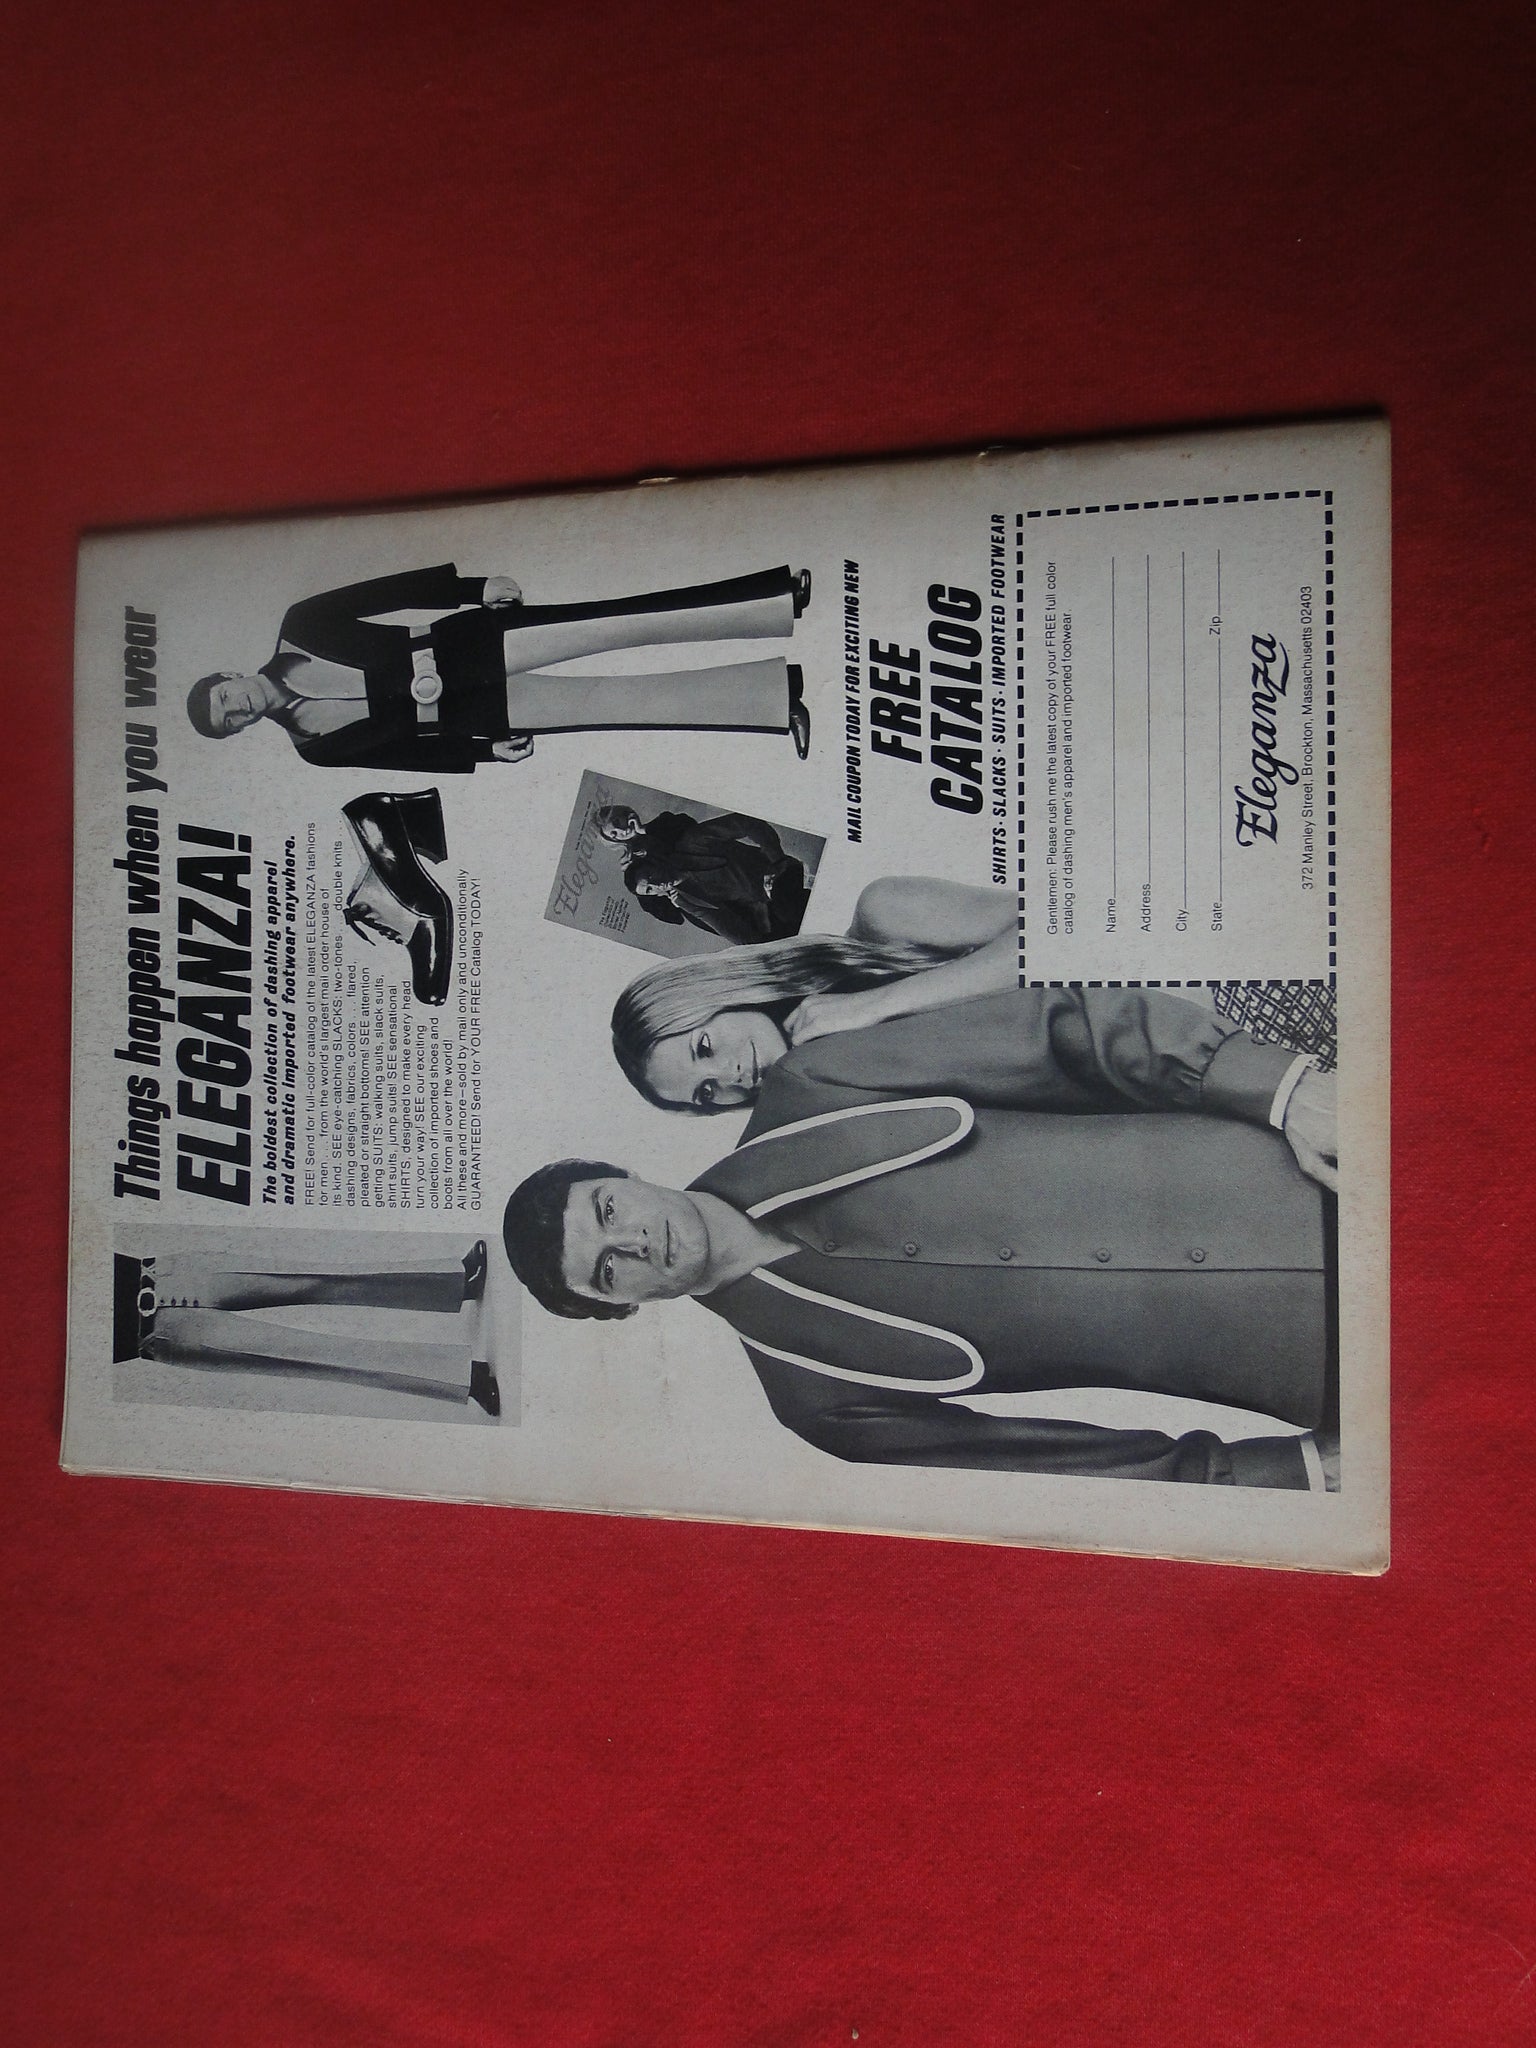 Things happen when you wear
ELEGANZA!
The boldest collection of dashing apparel
and dramatic imported footwear anywhere.
FREE! Send for full-color catalog of the latest ELEGANZA fashions
for men . . . from the world's largest mail order house of
its kind. SEE eye-catching SLACKS: two-tones . . . double knits . . .
dashing designs, fabrics, colors . . . flared,
pleated or straight bottoms! SEE attention
getting SUITS: walking suits, slack suits,
shirt suits, jump suits! SEE sensational
SHIRTS, designed to make every head
turn your way! SEE our exciting
collection of imported shoes and
boots from all over the world!
All these and more—sold by mail only and unconditionally
GUARANTEED! Send for YOUR FREE Catalog TODAY!
Eleganza
MAIL COUPON TODAY FOR EXCITING NEW
FREE
CATALOG
SHIRTS · SLACKS · SUITS · IMPORTED FOOTWEAR
Gentlemen: Please rush me the latest copy of your FREE full color
catalog of dashing men's apparel and imported footwear.
Name
Address
City
State Zip
Eleganza
372 Manley Street, Brockton, Massachusetts 02403